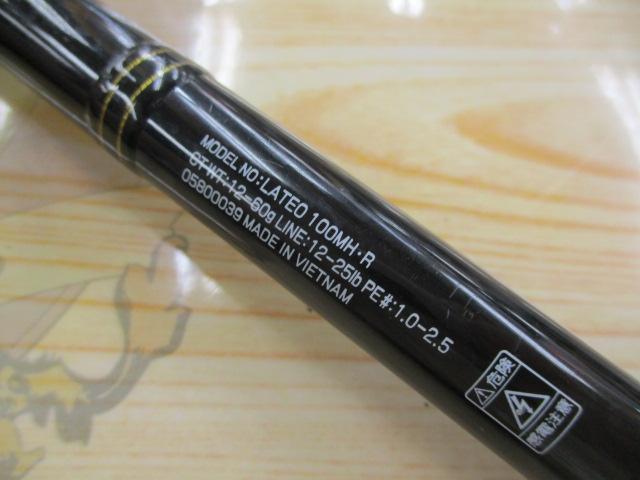 MODEL NO:LATEO 100MH・R
CT WT:12-60g LINE:12-25lb PE#:1.0-2.5
05800039 MADE IN VIETNAM
⚠危険
感電注意